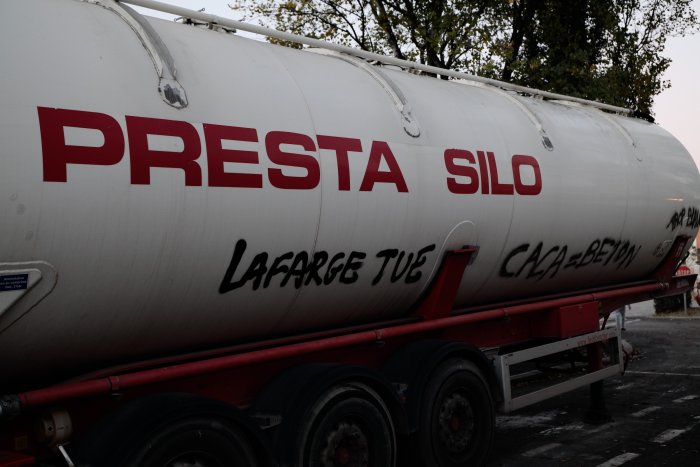 PRESTA SILO
LAFARGE TUE
CACA=BETON